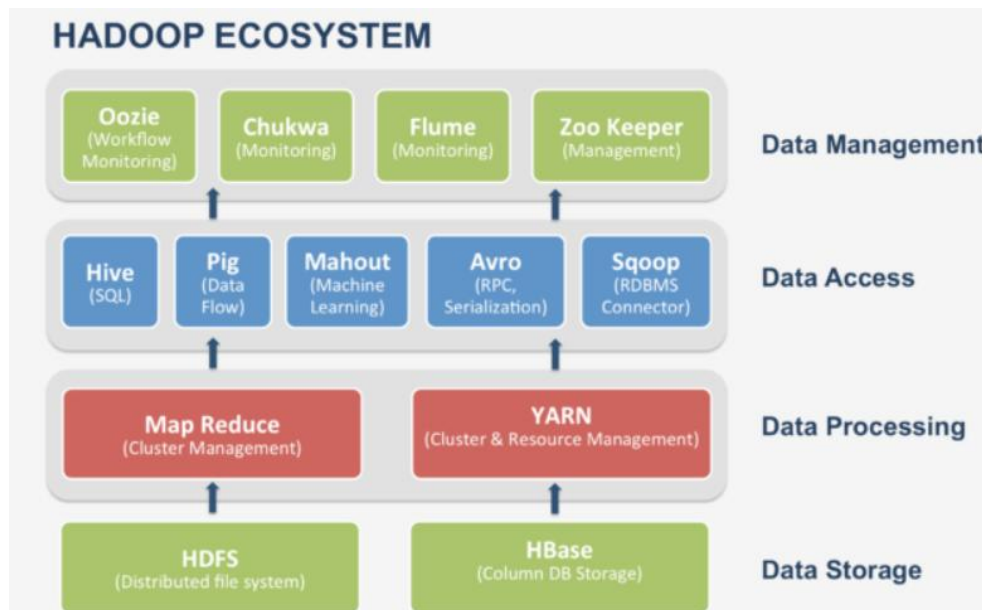 HADOOP ECOSYSTEM
Oozie
(Workflow
Monitoring)
Chukwa
(Monitoring)
Flume
(Monitoring)
Zoo Keeper
(Management)
Data Management
Hive
(SQL)
Pig
(Data
Flow)
Mahout
(Machine
Learning)
Avro
(RPC,
Serialization)
Sqoop
(RDBMS
Connector)
Data Access
Map Reduce
(Cluster Management)
YARN
(Cluster & Resource Management)
Data Processing
HDFS
(Distributed file system)
HBase
(Column DB Storage)
Data Storage